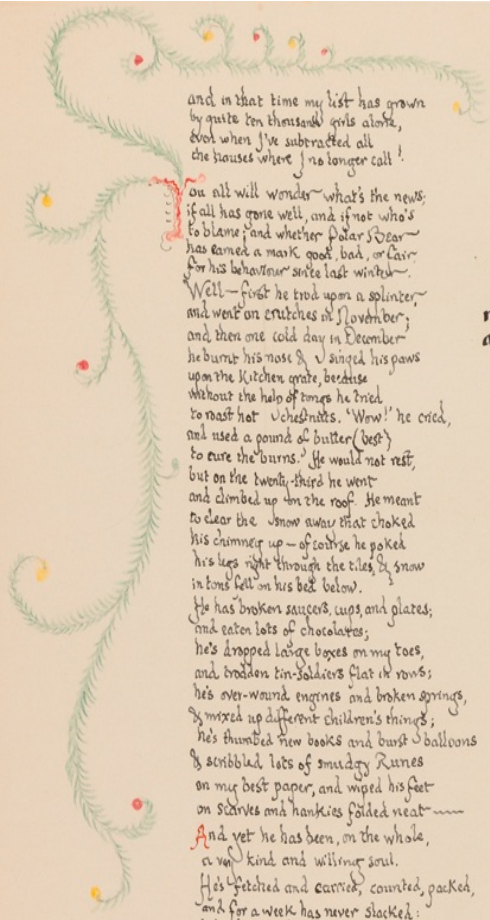 and in that time my list has grown
by quite ten thousand girls alone,
even when I've subtracted all
the houses where I no longer call!
You all will wonder what's the news;
if all has gone well, and if not who's
to blame; and whether Polar Bear
has earned a mark good, bad, or fair,
for his behaviour since last winter.
Well — first he trod upon a splinter
and went on crutches in November;
and then one cold day in December
he burnt his nose & singed his paws
upon the Kitchen grate, because
without the help of tongs he tried
to roast hot chestnuts. 'Wow!' he cried,
and used a pound of butter (best)
to cure the burns. He would not rest,
but on the twenty-third he went
and climbed up on the roof. He meant
to clear the snow away that choked
his chimney up — of course he poked
his legs right through the tiles, & snow
in tons fell on his bed below.
He has broken saucers, cups, and plates;
and eaten lots of chocolates;
he's dropped large boxes on my toes,
and trodden tin-soldiers flat in rows;
he's over-wound engines and broken springs,
& mixed up different children's things;
he's thumbed new books and burst balloons
& scribbled lots of smudgy Runes
on my best paper, and wiped his feet
on scarves and hankies folded neat —
And yet he has been, on the whole,
a very kind and willing soul.
He's fetched and carried, counted, packed,
and for a week has never slacked: